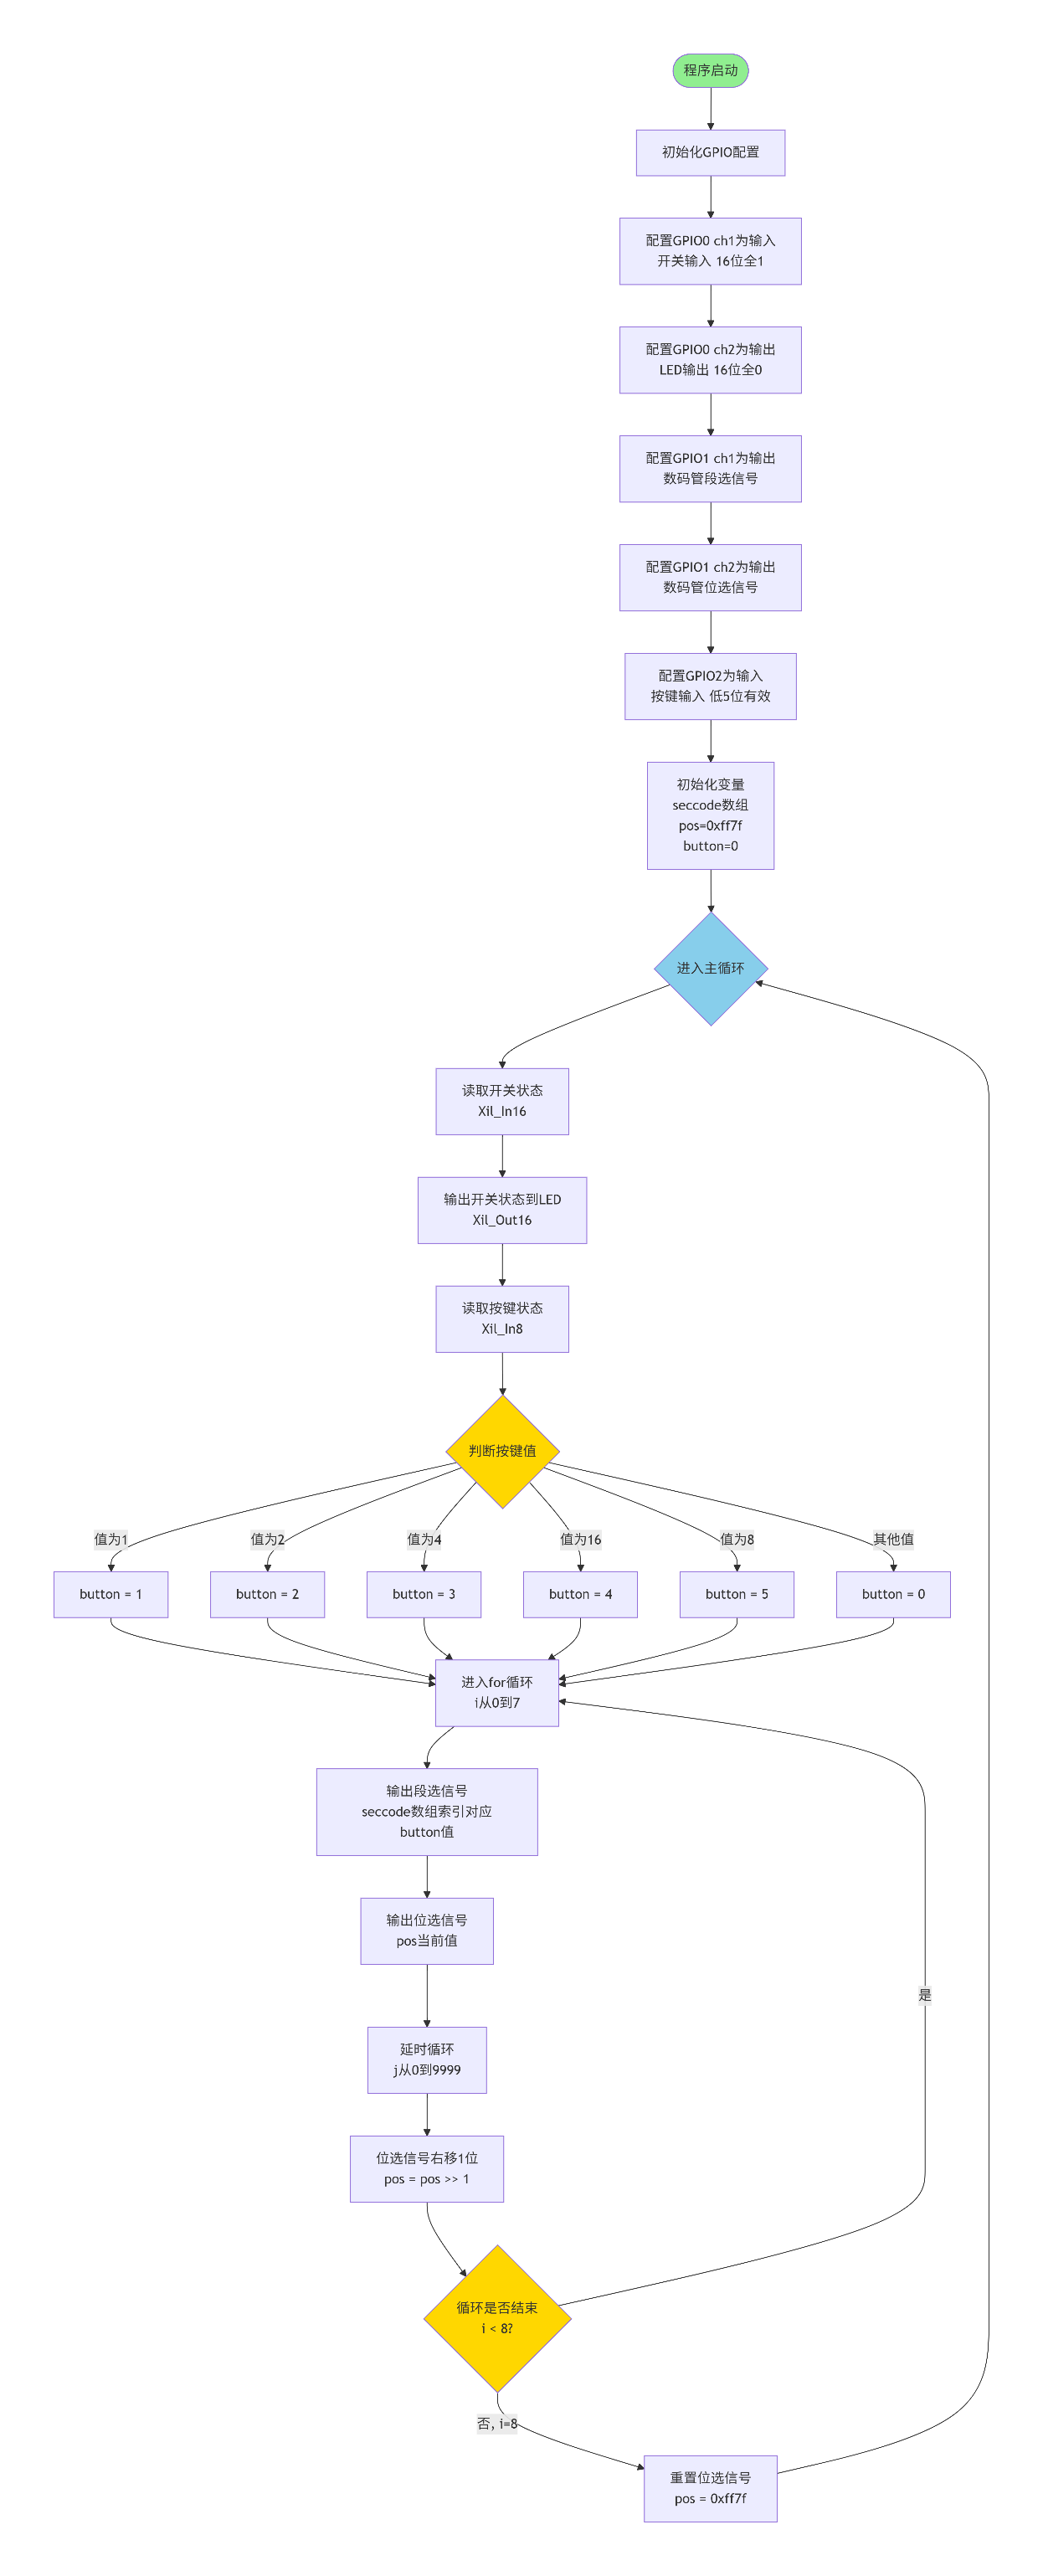 程序启动
初始化GPIO配置
配置GPIO0 ch1为输入
开关输入 16位全1
配置GPIO0 ch2为输出
LED输出 16位全0
配置GPIO1 ch1为输出
数码管段选信号
配置GPIO1 ch2为输出
数码管位选信号
配置GPIO2为输入
按键输入 低5位有效
初始化变量
seccode数组
pos=0xff7f
button=0
进入主循环
读取开关状态
Xil_In16
输出开关状态到LED
Xil_Out16
读取按键状态
Xil_In8
判断按键值
值为1
值为2
值为4
值为16
值为8
其他值
button = 1
button = 2
button = 3
button = 4
button = 5
button = 0
进入for循环
i从0到7
输出段选信号
seccode数组索引对应
button值
输出位选信号
pos当前值
是
延时循环
j从0到9999
位选信号右移1位
pos = pos >> 1
循环是否结束
i < 8?
否, i=8
重置位选信号
pos = 0xff7f